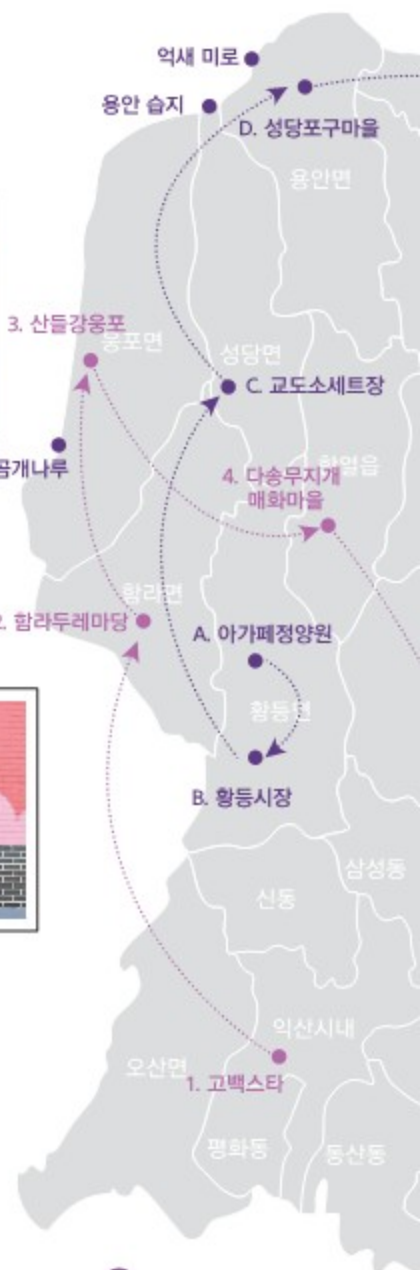 억새 미로
용안 습지
D. 성당포구마을
용안면
3. 산들강웅포
웅포면
성당면
C. 교도소세트장
곰개나루
4. 다송무지개
매화마을
함열읍
함라면
2. 함라두레마당
A. 아가페정양원
황등면
B. 황등시장
삼성동
신동
익산시내
오산면
1. 고백스타
평화동
동산동